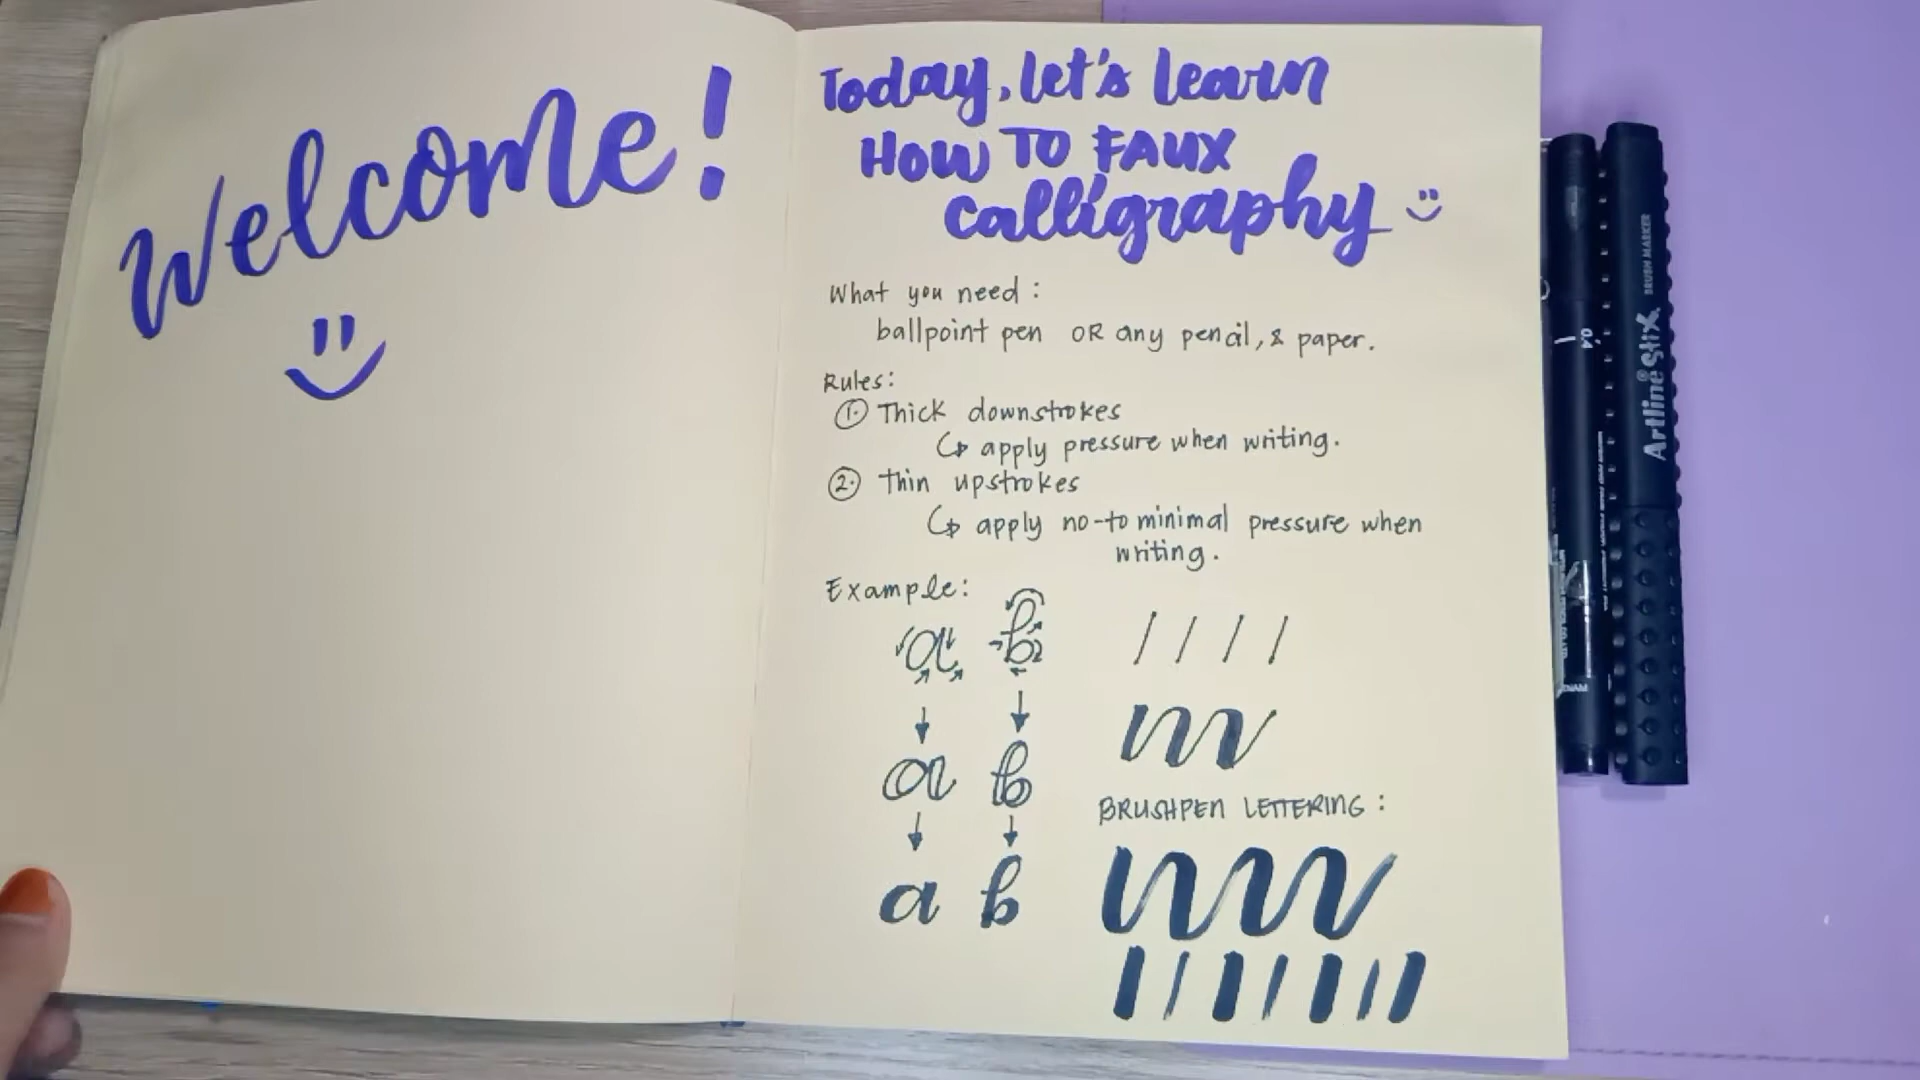 Welcome!
Today, let's learn
HOW TO FAUX
calligraphy
What you need:
ballpoint pen OR any pencil, & paper.
Rules:
1. Thick downstrokes
↳ apply pressure when writing.
2. Thin upstrokes
↳ apply no-to minimal pressure when
writing.
Example:
a b
a b
a b
BRUSHPEN LETTERING:
0.4
Artline Stix
BRUSH MARKER